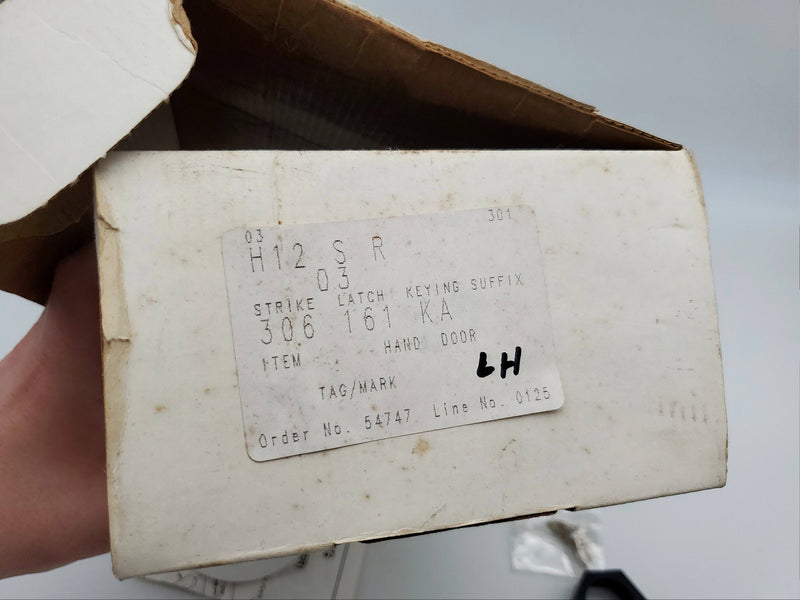 03 301
H12 S R
03
STRIKE LATCH KEYING SUFFIX
306 161 KA
ITEM HAND DOOR
LH
TAG/MARK
Order No. 54747 Line No. 0125